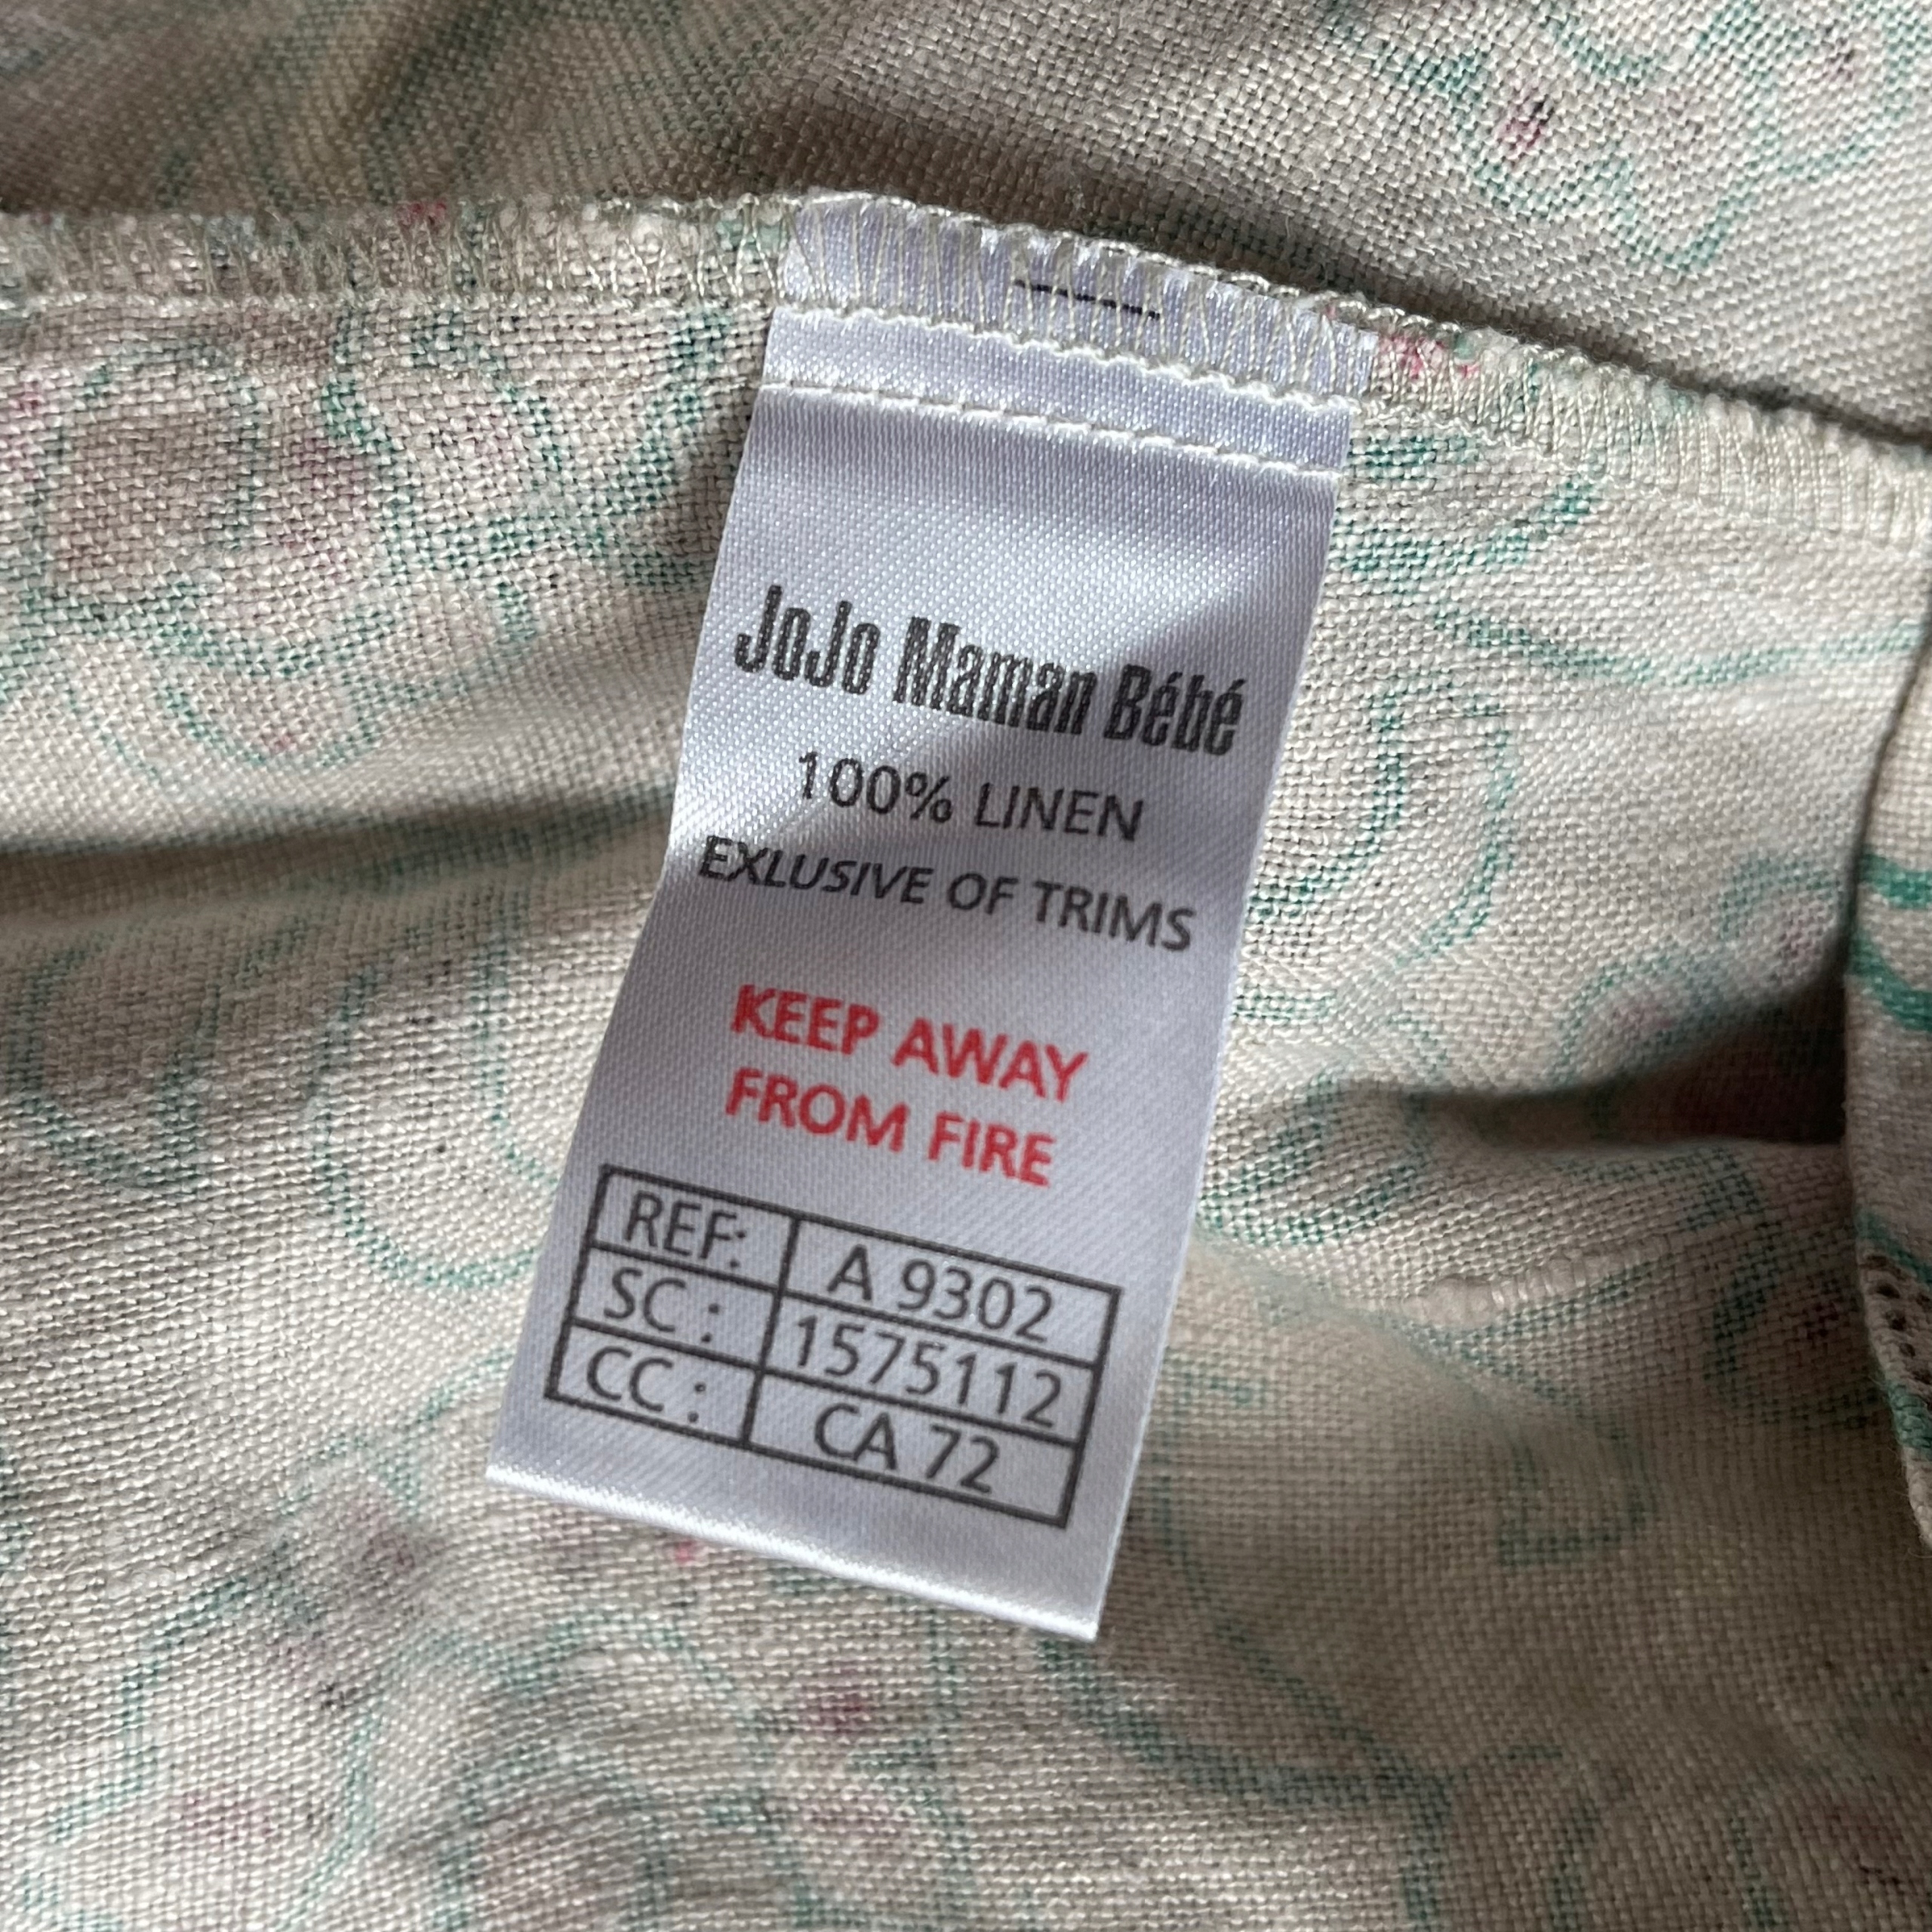 JoJo Maman Bébé
100% LINEN
EXLUSIVE OF TRIMS
KEEP AWAY
FROM FIRE
REF: A 9302
SC : 1575112
CC : CA 72